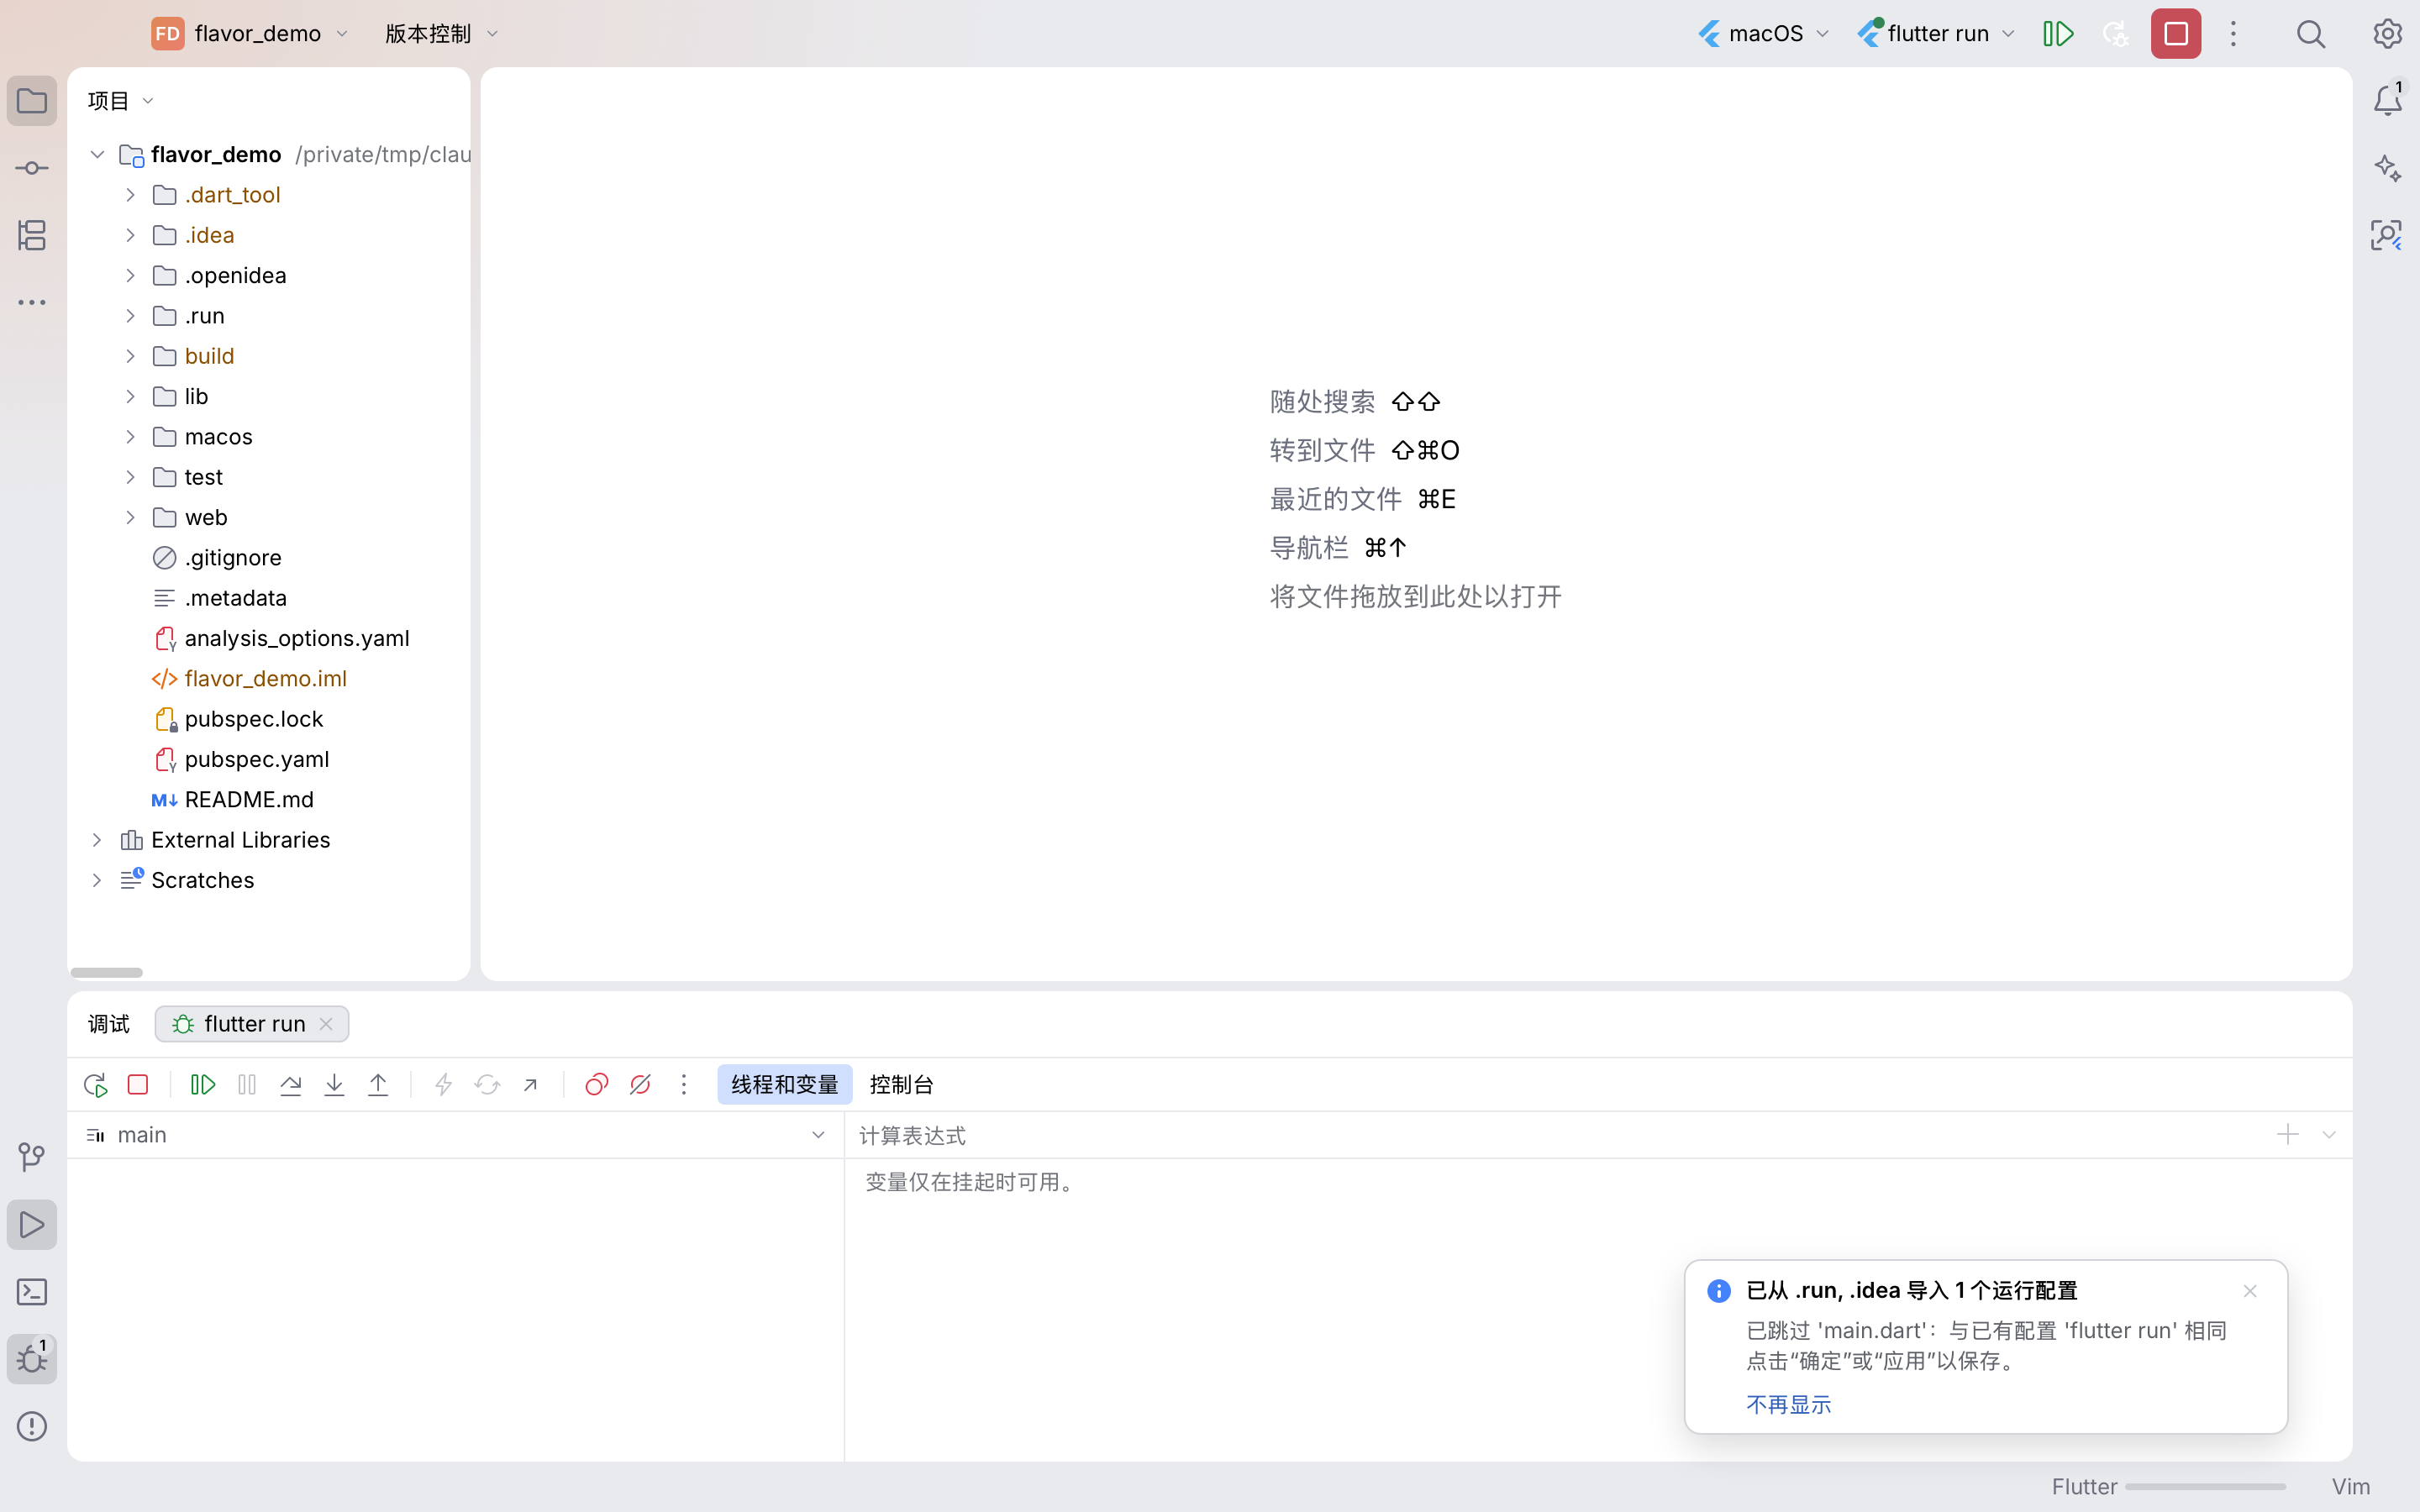 FD flavor_demo 版本控制 macOS flutter run
项目
1
flavor_demo /private/tmp/clau
.dart_tool
.idea
.openidea
.run
build
lib
macos
test
web
.gitignore
.metadata
analysis_options.yaml
flavor_demo.iml
pubspec.lock
pubspec.yaml
README.md
External Libraries
Scratches
随处搜索 ⇧⇧
转到文件 ⇧⌘O
最近的文件 ⌘E
导航栏 ⌘↑
将文件拖放到此处以打开
调试 flutter run
线程和变量 控制台
main
计算表达式
变量仅在挂起时可用。
1
已从 .run, .idea 导入 1 个运行配置
已跳过 'main.dart'：与已有配置 'flutter run' 相同
点击“确定”或“应用”以保存。
不再显示
Flutter Vim